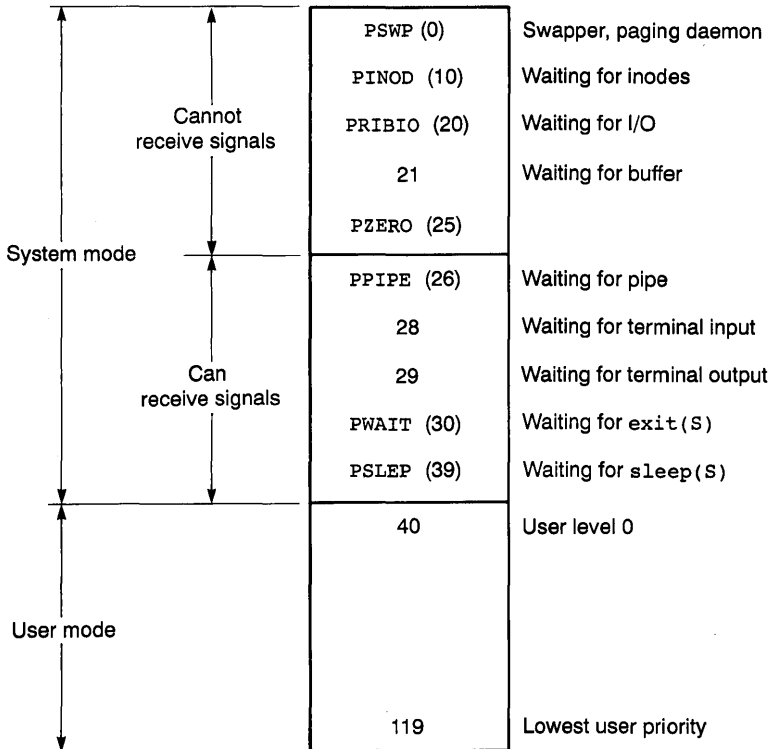 PSWP (0) Swapper, paging daemon
PINOD (10) Waiting for inodes
Cannot
receive signals
PRIBIO (20) Waiting for I/O
21 Waiting for buffer
PZERO (25)
System mode
PPIPE (26) Waiting for pipe
28 Waiting for terminal input
Can
receive signals
29 Waiting for terminal output
PWAIT (30) Waiting for exit(S)
PSLEP (39) Waiting for sleep(S)
40 User level 0
User mode
119 Lowest user priority